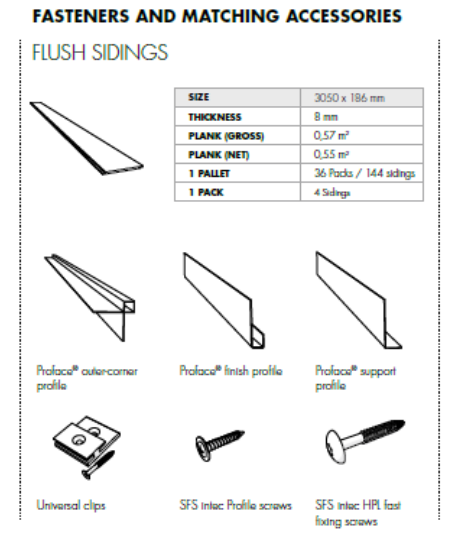 FASTENERS AND MATCHING ACCESSORIES
FLUSH SIDINGS
SIZE 3050 x 186 mm
THICKNESS 8 mm
PLANK (GROSS) 0,57 m²
PLANK (NET) 0,55 m²
1 PALLET 36 Packs / 144 sidings
1 PACK 4 Sidings
Proface® outer-corner
profile
Proface® finish profile
Proface® support
profile
Universal clips
SFS intec Profile screws
SFS intec HPL fast
fixing screws